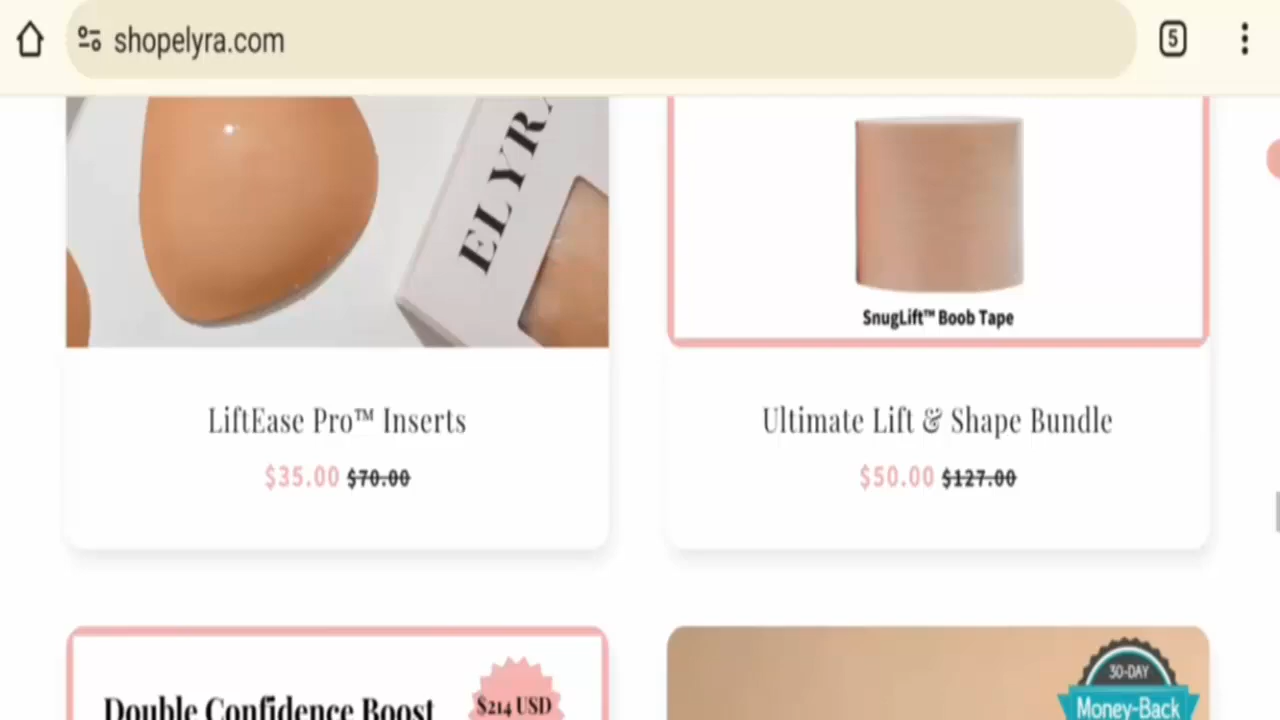 shopelyra.com
5
ELYR
SnugLift™ Boob Tape
LiftEase Pro™ Inserts
Ultimate Lift & Shape Bundle
$35.00 $70.00
$50.00 $127.00
30-DAY
Money-Back
Double Confidence Boost
$214 USD